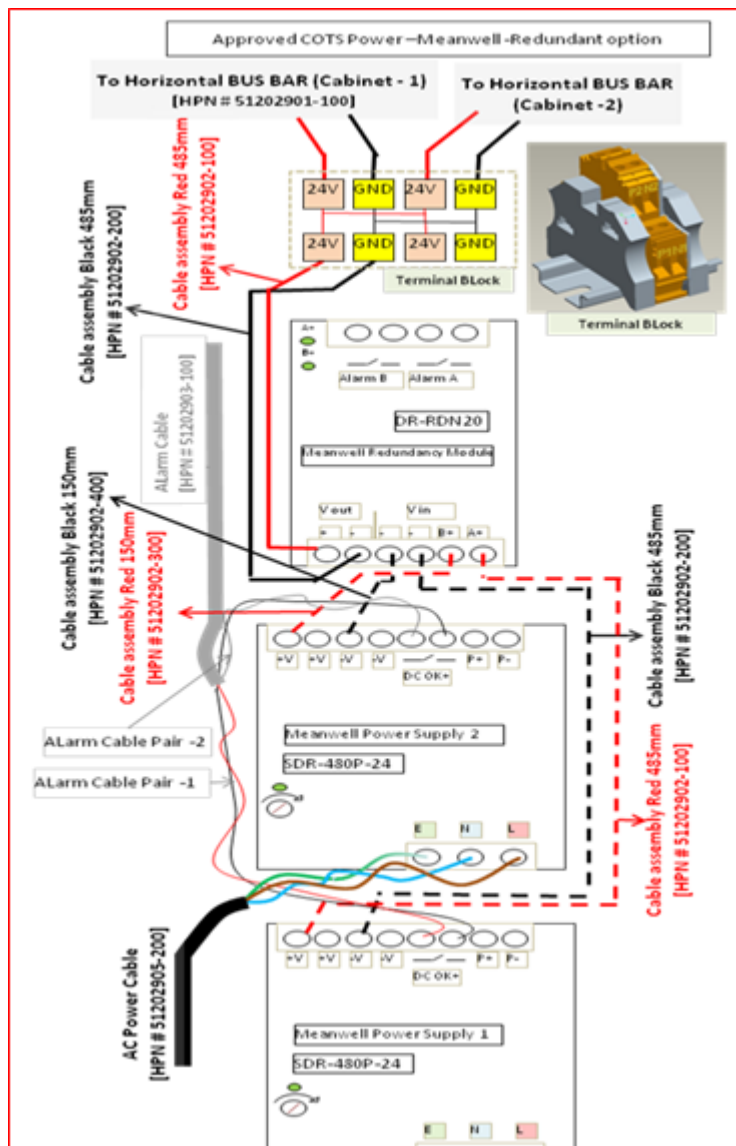 Approved COTS Power–Meanwell-Redundant option
To Horizontal BUS BAR (Cabinet - 1)
[HPN # 51202901-100]
To Horizontal BUS BAR
(Cabinet -2)
24V
GND
24V
GND
24V
GND
24V
GND
Terminal BLock
P2N2
P1N1
Terminal BLock
Cable assembly Black 485mm
[HPN # 51202902-200]
Cable assembly Red 485mm
[HPN # 51202902-100]
ALarm Cable
[HPN # 51202903-100]
A+
B+
Alarm B
Alarm A
DR-RDN20
Meanwell Redundancy Module
V out
V in
+
-
-
-
B+
A+
Cable assembly Black 150mm
[HPN # 51202902-400]
Cable assembly Red 150mm
[HPN # 51202902-300]
Cable assembly Black 485mm
[HPN # 51202902-200]
Cable assembly Red 485mm
[HPN # 51202902-100]
+V
+V
-V
-V
DC OK+
P+
P-
ALarm Cable Pair -2
ALarm Cable Pair -1
Meanwell Power Supply 2
SDR-480P-24
E
N
L
AC Power Cable
[HPN # 51202905-200]
+V
+V
-V
-V
DC OK+
P+
P-
Meanwell Power Supply 1
SDR-480P-24
E
N
L